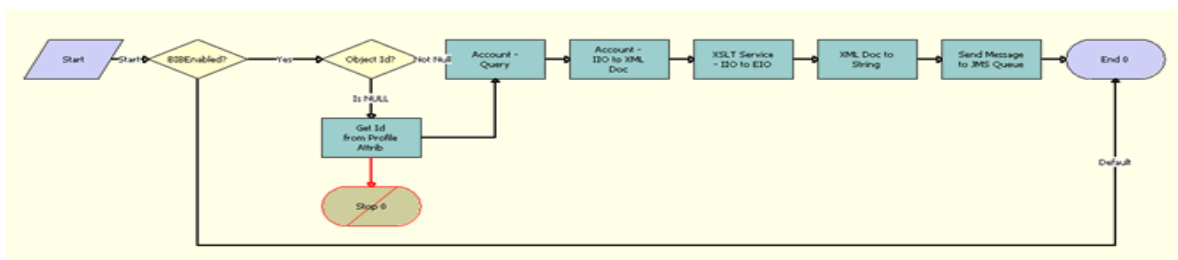 Start
Start
B2BEnabled?
Yes
Object Id?
Not Null
Account -
Query
Account -
IIO to XML
Doc
XSLT Service
- IIO to EIO
XML Doc to
String
Send Message
to JMS Queue
End 0
Is NULL
Get Id
from Profile
Attrib
Default
Stop 0